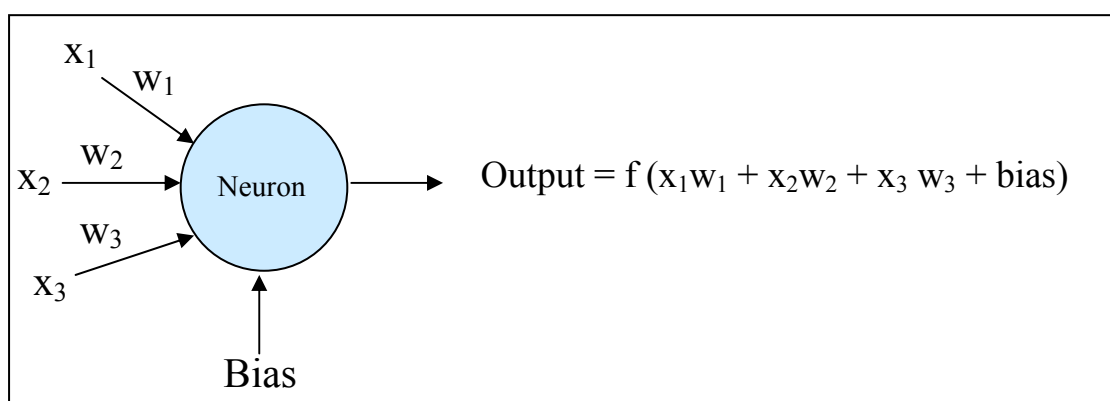 x₁
w₁
w₂
x₂
Neuron
Output = f (x₁w₁ + x₂w₂ + x₃ w₃ + bias)
w₃
x₃
Bias